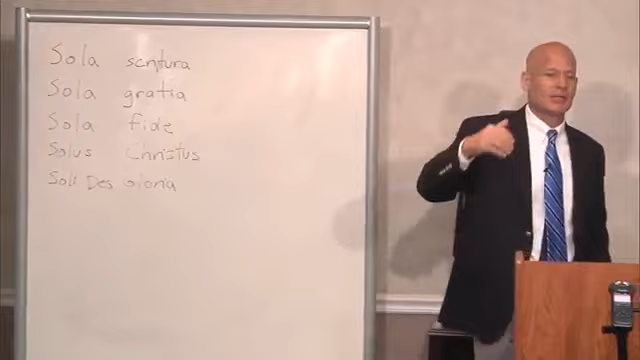 Sola scritura
Sola gratia
Sola fide
Solus Christus
Soli Deo Gloria